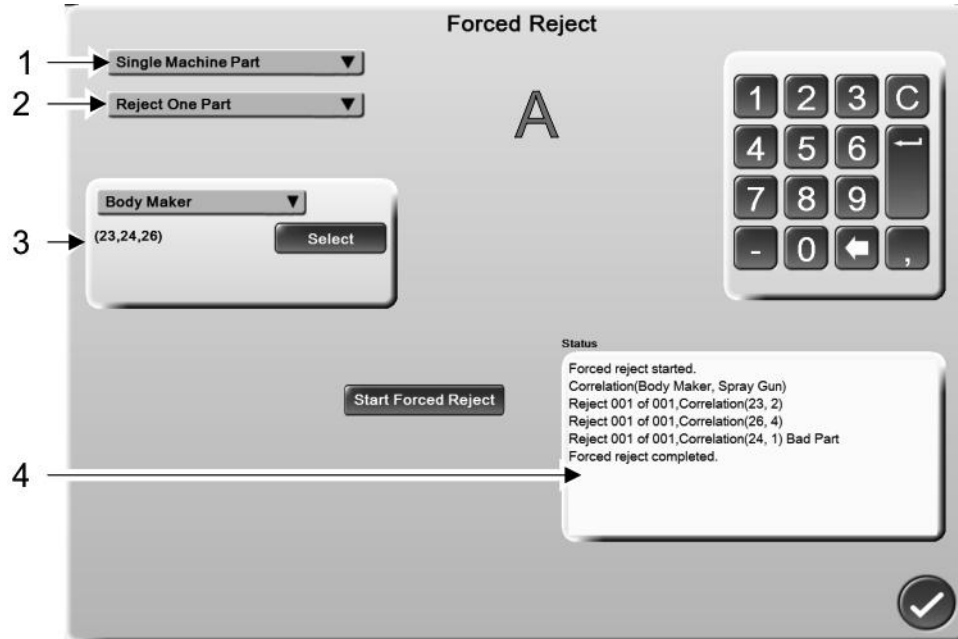 Forced Reject
1
Single Machine Part
2
Reject One Part
A
1 2 3 C
4 5 6
7 8 9
- 0 ,
Body Maker
3
(23,24,26)
Select
Status
Forced reject started.
Correlation(Body Maker, Spray Gun)
Reject 001 of 001,Correlation(23, 2)
Reject 001 of 001,Correlation(26, 4)
Reject 001 of 001,Correlation(24, 1) Bad Part
Forced reject completed.
Start Forced Reject
4